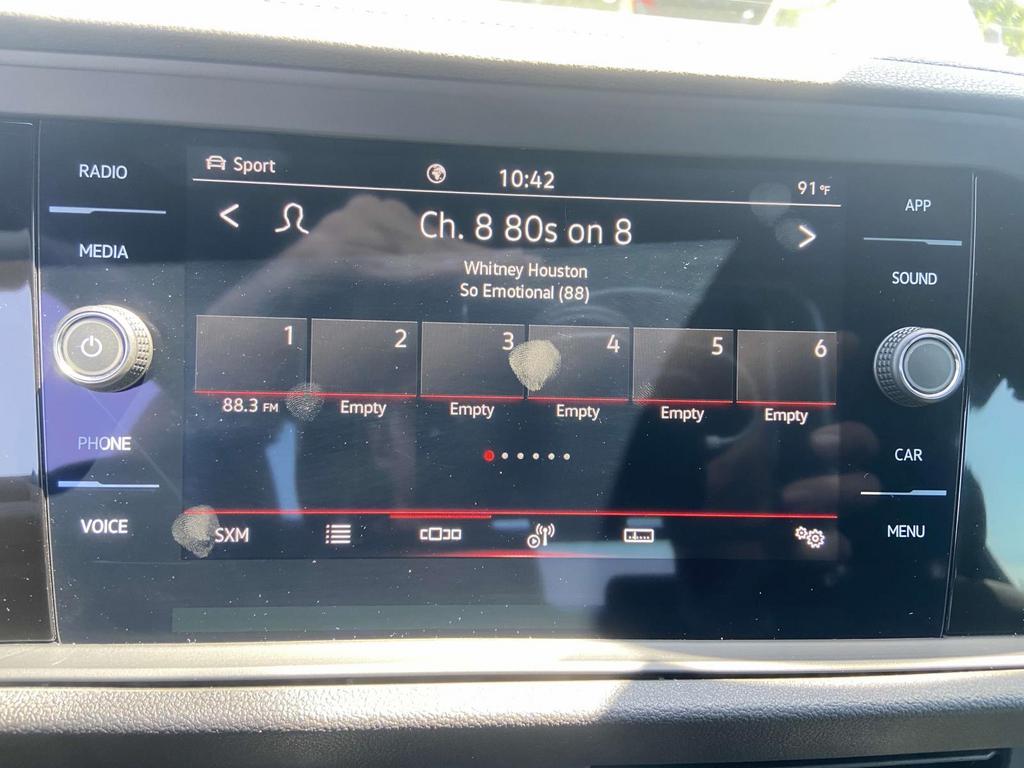 RADIO
MEDIA
PHONE
VOICE
Sport
10:42
91°F
Ch. 8 80s on 8
Whitney Houston
So Emotional (88)
1 2 3 4 5 6
88.3 FM Empty Empty Empty Empty Empty
SXM
APP
SOUND
CAR
MENU